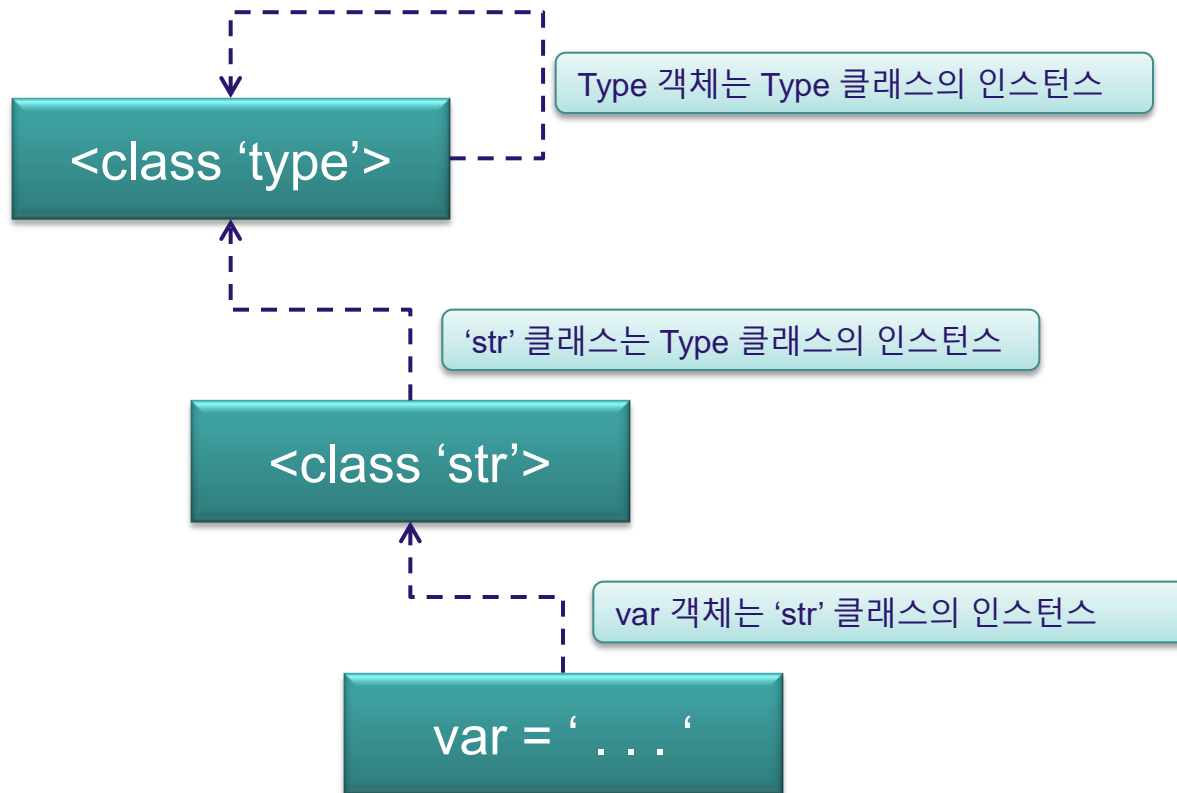 Type 객체는 Type 클래스의 인스턴스
<class ‘type’>
‘str’ 클래스는 Type 클래스의 인스턴스
<class ‘str’>
var 객체는 ‘str’ 클래스의 인스턴스
var = ‘ . . . ‘